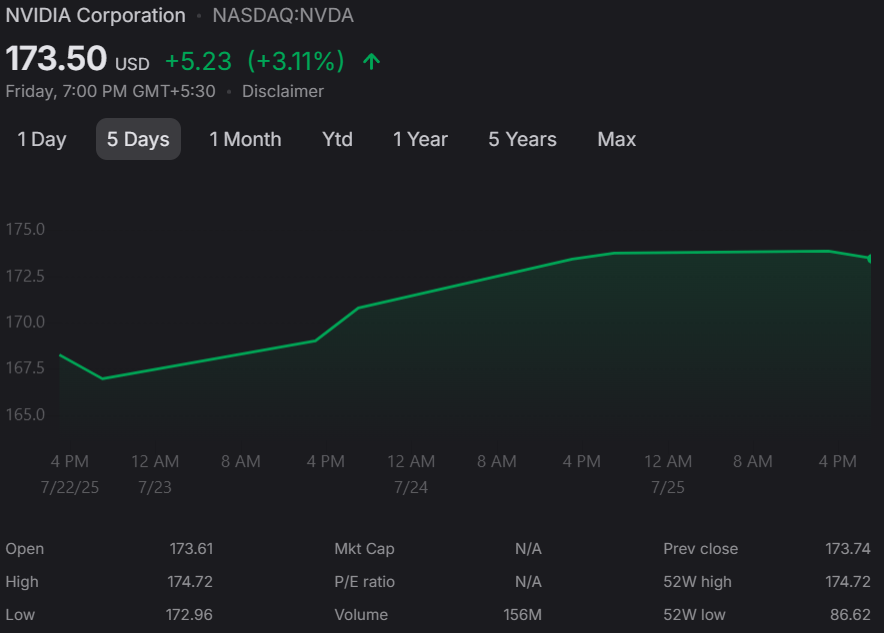 NVIDIA Corporation · NASDAQ:NVDA
173.50 USD +5.23 (+3.11%) ↑
Friday, 7:00 PM GMT+5:30 · Disclaimer
1 Day 5 Days 1 Month Ytd 1 Year 5 Years Max
175.0
172.5
170.0
167.5
165.0
4 PM 12 AM 8 AM 4 PM 12 AM 8 AM 4 PM 12 AM 8 AM 4 PM
7/22/25 7/23 7/24 7/25
Open 173.61 Mkt Cap N/A Prev close 173.74
High 174.72 P/E ratio N/A 52W high 174.72
Low 172.96 Volume 156M 52W low 86.62